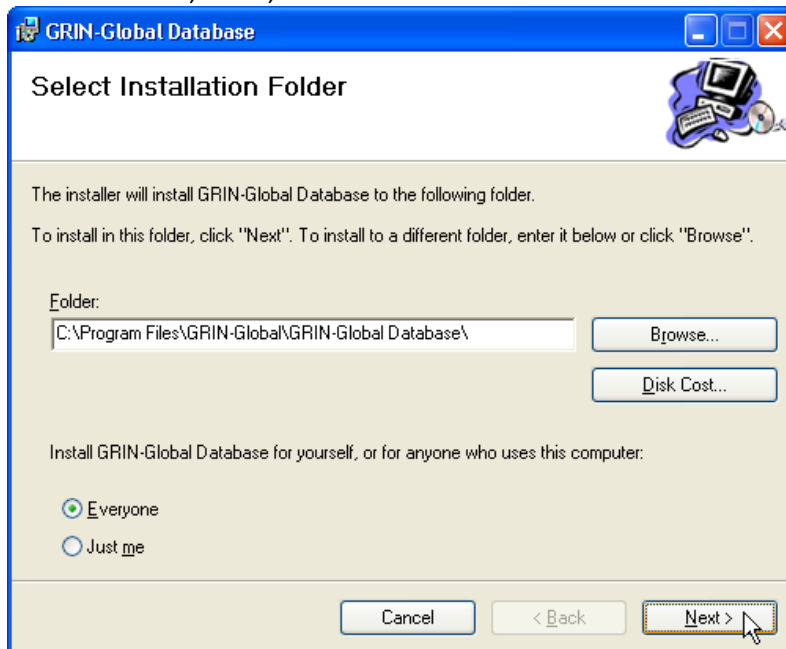 GRIN-Global Database
Select Installation Folder
The installer will install GRIN-Global Database to the following folder.
To install in this folder, click "Next". To install to a different folder, enter it below or click "Browse".
Folder:
C:\Program Files\GRIN-Global\GRIN-Global Database\
Browse...
Disk Cost...
Install GRIN-Global Database for yourself, or for anyone who uses this computer:
Everyone
Just me
Cancel
< Back
Next >